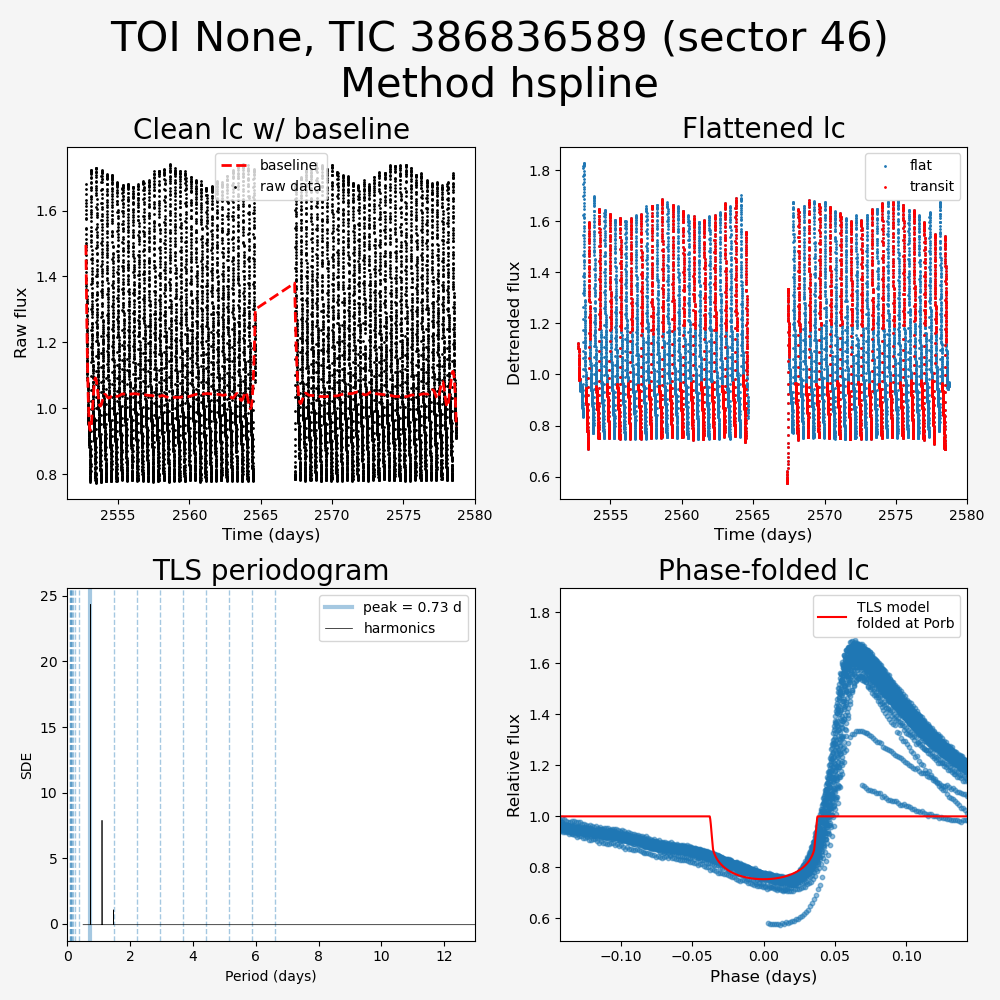 TOI None, TIC 386836589 (sector 46)
Method hspline
Clean lc w/ baseline
baseline
raw data
Raw flux
1.6
1.4
1.2
1.0
0.8
2555 2560 2565 2570 2575 2580
Time (days)
Flattened lc
flat
transit
Detrended flux
1.8
1.6
1.4
1.2
1.0
0.8
0.6
2555 2560 2565 2570 2575 2580
Time (days)
TLS periodogram
peak = 0.73 d
harmonics
SDE
25
20
15
10
5
0
0 2 4 6 8 10 12
Period (days)
Phase-folded lc
TLS model
folded at Porb
Relative flux
1.8
1.6
1.4
1.2
1.0
0.8
0.6
−0.10 −0.05 0.00 0.05 0.10
Phase (days)